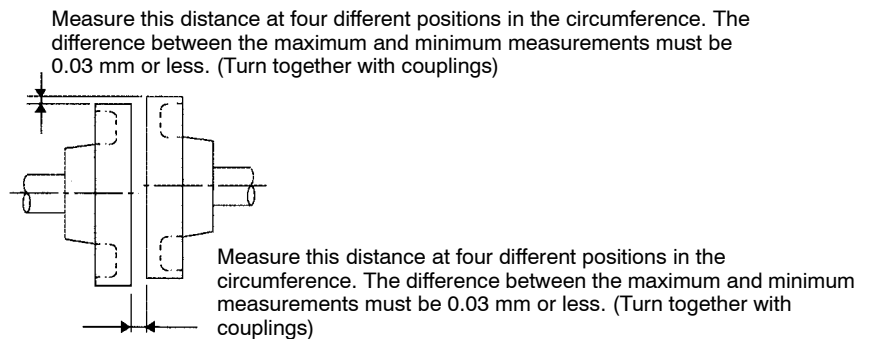 Measure this distance at four different positions in the circumference. The
difference between the maximum and minimum measurements must be
0.03 mm or less. (Turn together with couplings)
Measure this distance at four different positions in the
circumference. The difference between the maximum and minimum
measurements must be 0.03 mm or less. (Turn together with
couplings)